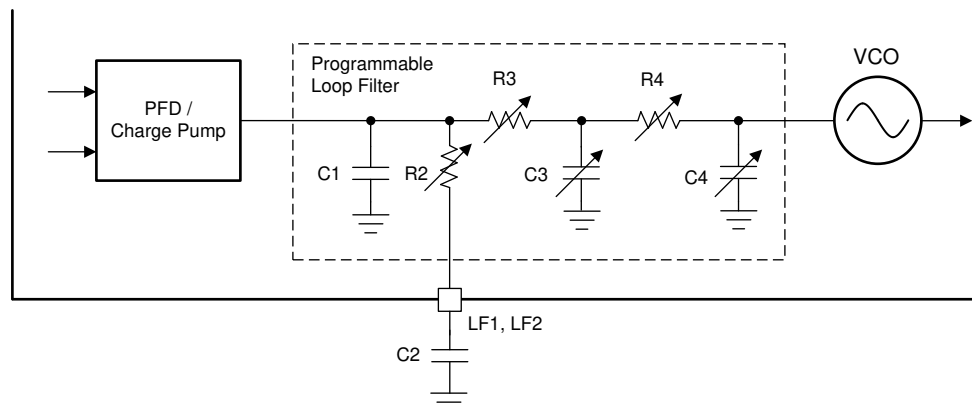 Programmable
Loop Filter
VCO
R3
R4
PFD /
Charge Pump
C1
R2
C3
C4
LF1, LF2
C2